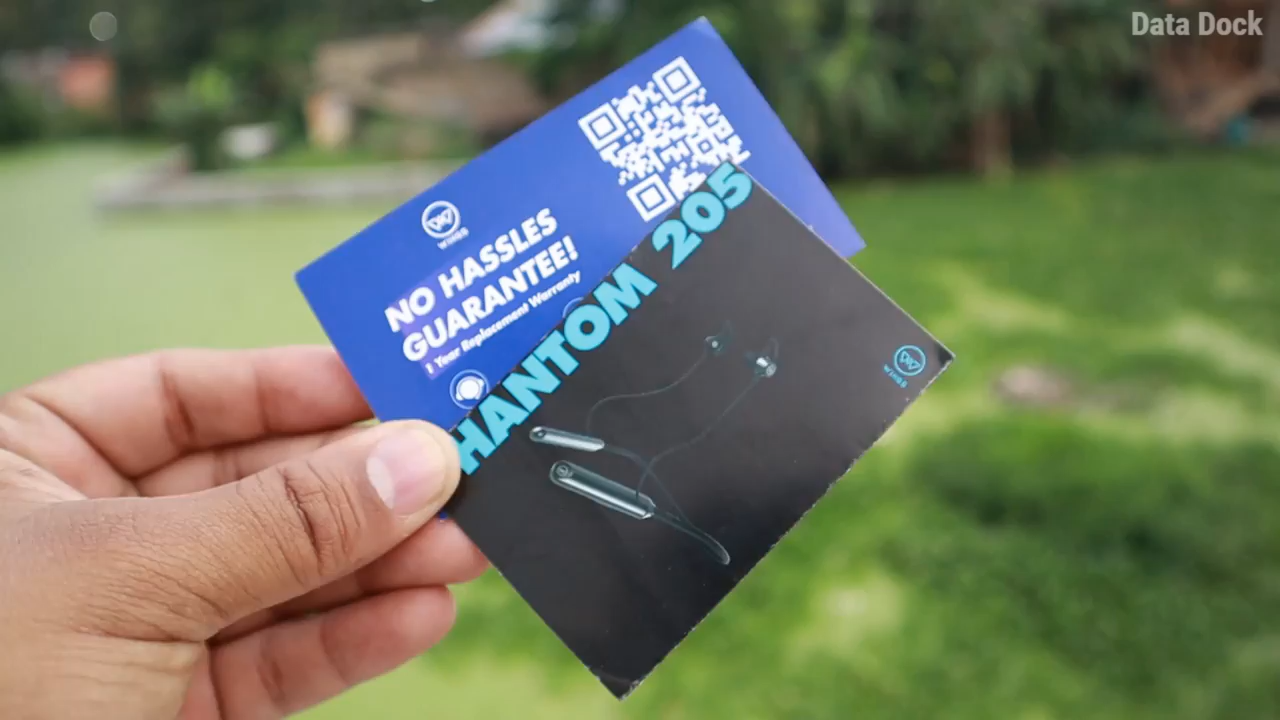 Data Dock
WINGS
NO HASSLES
GUARANTEE!
1 Year Replacement Warranty
HANTOM 205
WINGS